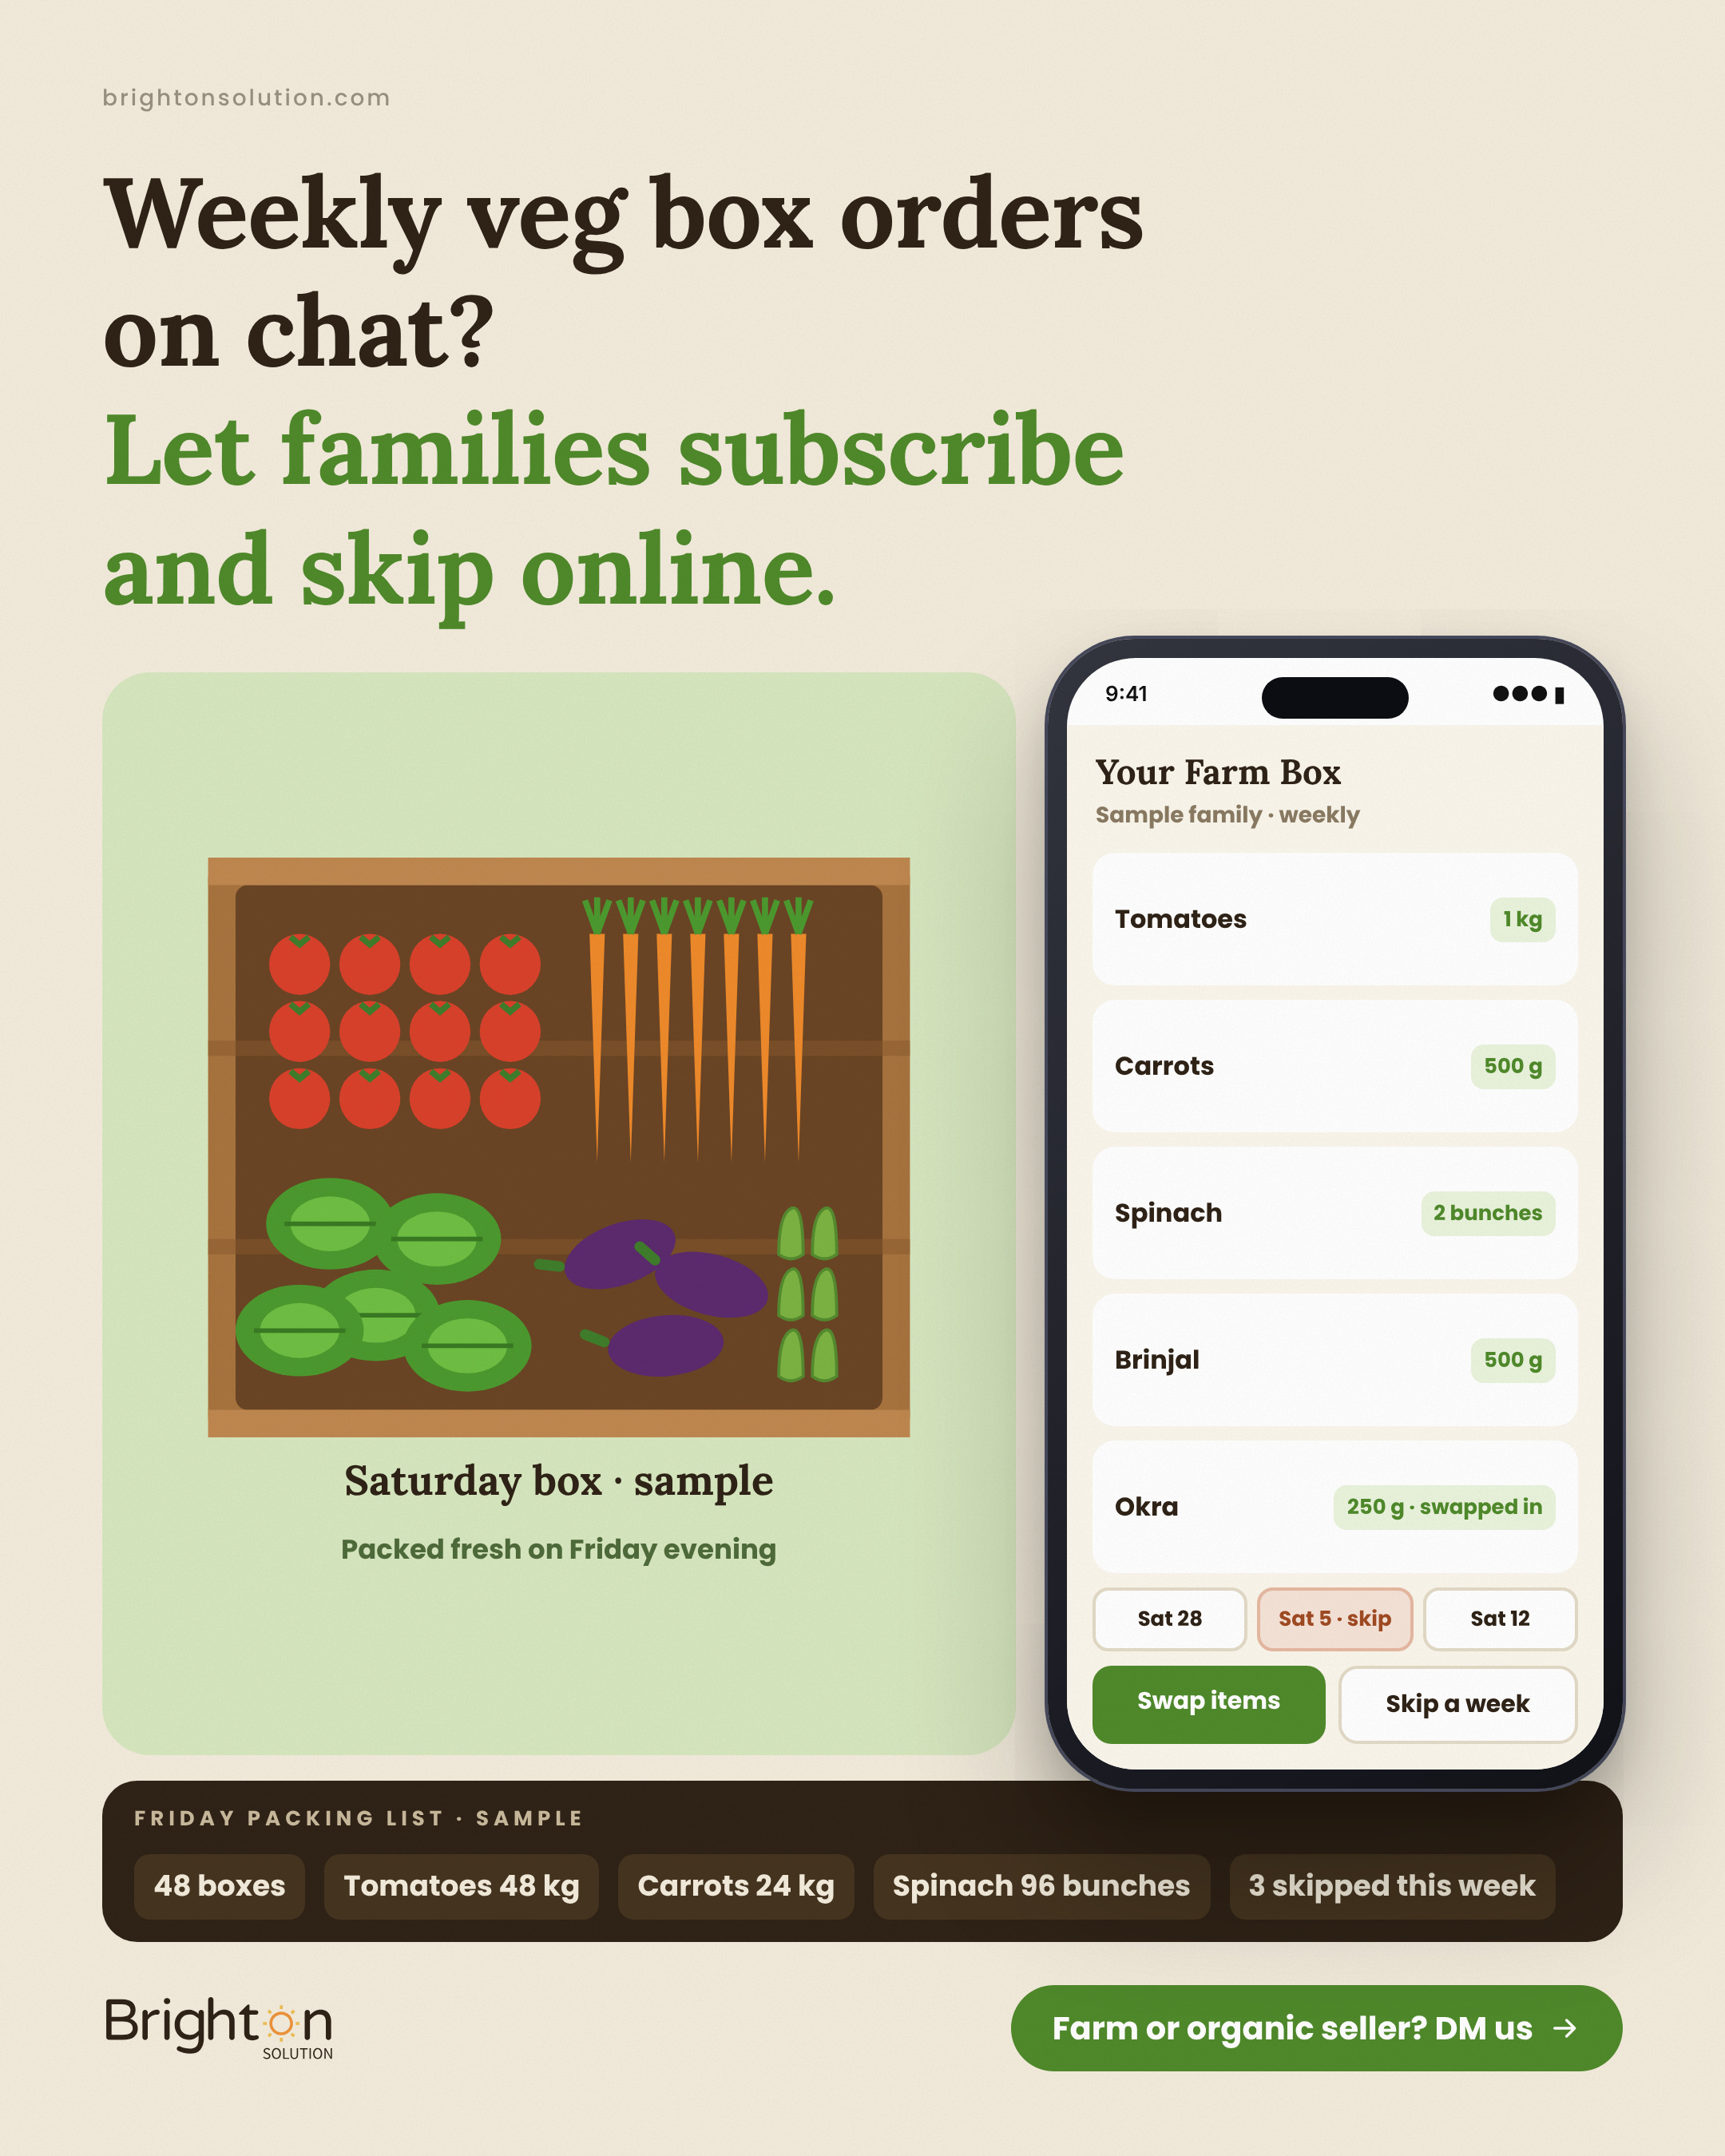 brightonsolution.com
Weekly veg box orders
on chat?
Let families subscribe
and skip online.
9:41
Your Farm Box
Sample family · weekly
Tomatoes
1 kg
Carrots
500 g
Spinach
2 bunches
Brinjal
500 g
Okra
250 g · swapped in
Sat 28
Sat 5 · skip
Sat 12
Swap items
Skip a week
Saturday box · sample
Packed fresh on Friday evening
FRIDAY PACKING LIST · SAMPLE
48 boxes
Tomatoes 48 kg
Carrots 24 kg
Spinach 96 bunches
3 skipped this week
Brighton
SOLUTION
Farm or organic seller? DM us →